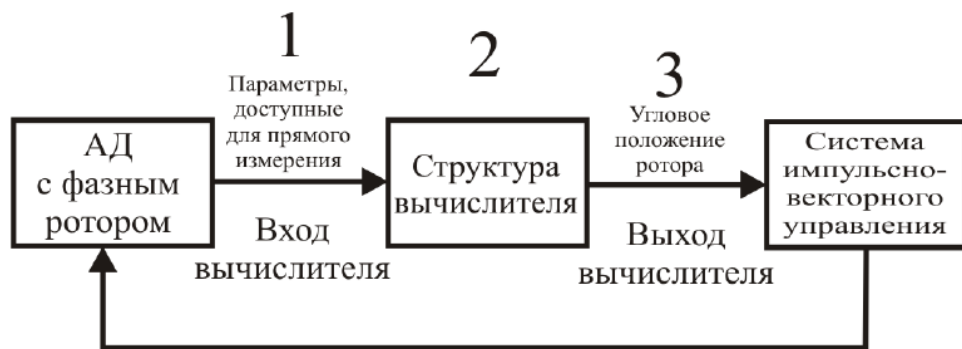 1
Параметры,
доступные
для прямого
измерения
2
3
Угловое
положение
ротора
АД
с фазным
ротором
Структура
вычислителя
Система
импульсно-
векторного
управления
Вход
вычислителя
Выход
вычислителя